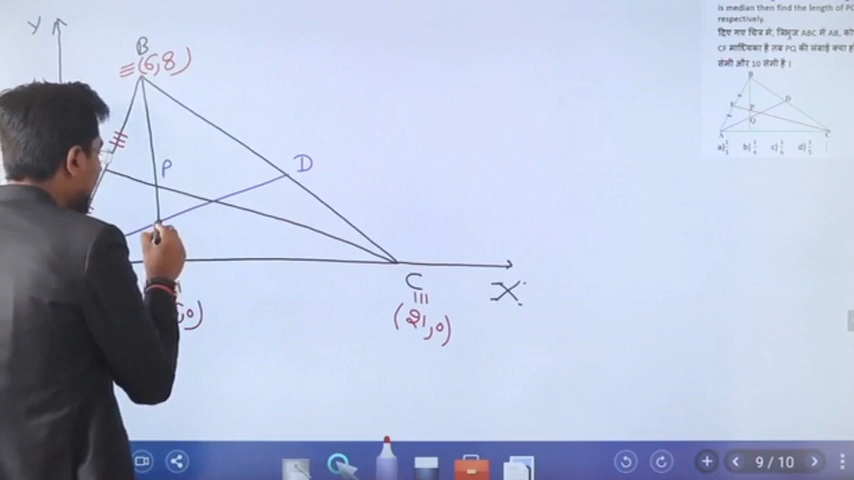 is median then find the length of PQ
respectively.
दिए गए चित्र में, त्रिभुज ABC में AB, को
CF माध्यिका है तब PQ की लंबाई क्या हो
सेमी और 10 सेमी है |
B
D
E
P
Q
A
C
a) b) c) d)
Y
B
(6,8)
P
D
C
X
,0)
(21,0)
9 / 10